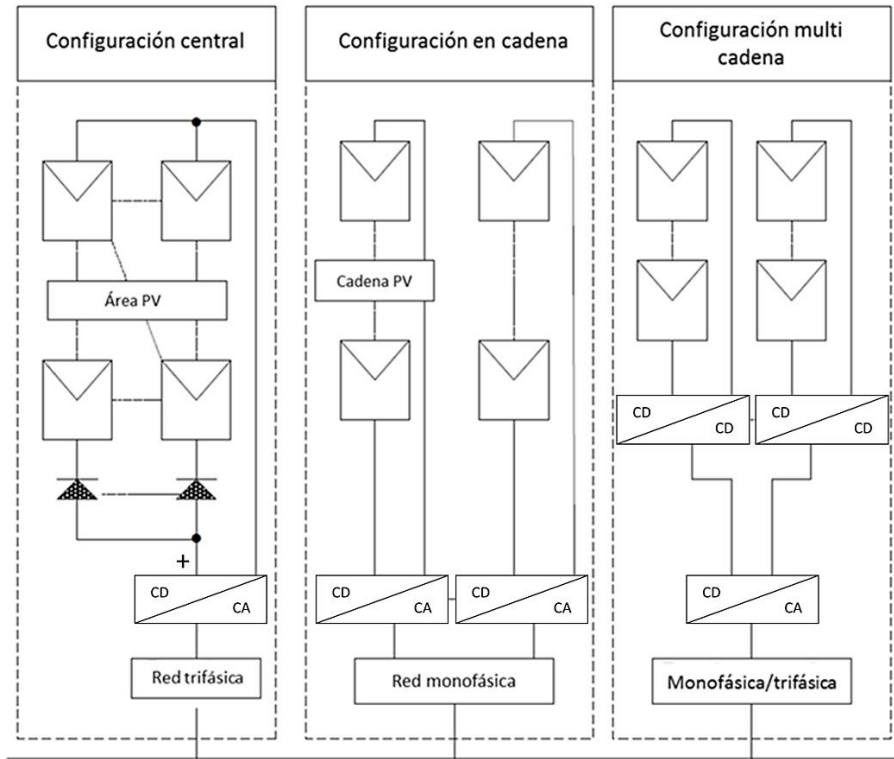 Configuración central
Configuración en cadena
Configuración multi
cadena
Área PV
Cadena PV
CD
CD
CD
CD
+
CD
CA
CD
CA
CD
CA
CD
CA
Red trifásica
Red monofásica
Monofásica/trifásica